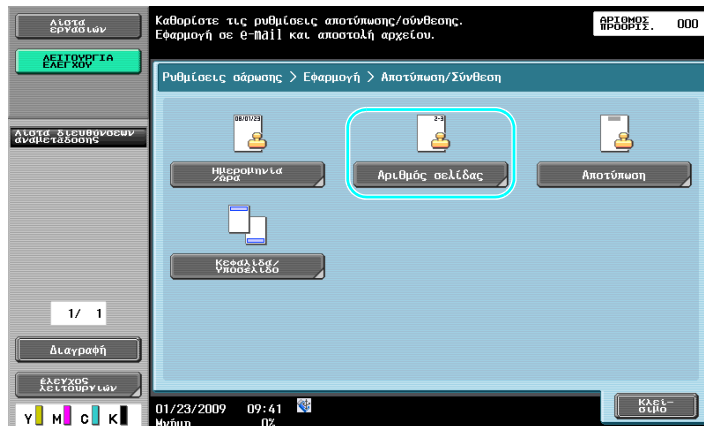 Λίστα
εργασιών
Καθορίστε τις ρυθμίσεις αποτύπωσης/σύνθεσης.
Εφαρμογή σε e-mail και αποστολή αρχείου.
ΑΡΙΘΜΟΣ
ΠΡΟΟΡΙΣ.
000
ΛΕΙΤΟΥΡΓΙΑ
ΕΛΕΓΧΟΥ
Ρυθμίσεις σάρωσης > Εφαρμογή > Αποτύπωση/Σύνθεση
Λίστα διευθύνσεων
αναμετάδοσης
08/01/23
2-3
Ημερομηνία
/Ώρα
Αριθμός σελίδας
Αποτύπωση
Κεφαλίδα/
Υποσέλιδο
1/ 1
Διαγραφή
έλεγχος
λειτουργιών
Y M C K
01/23/2009 09:41
Μνήμη 0%
Κλεί-
σιμο